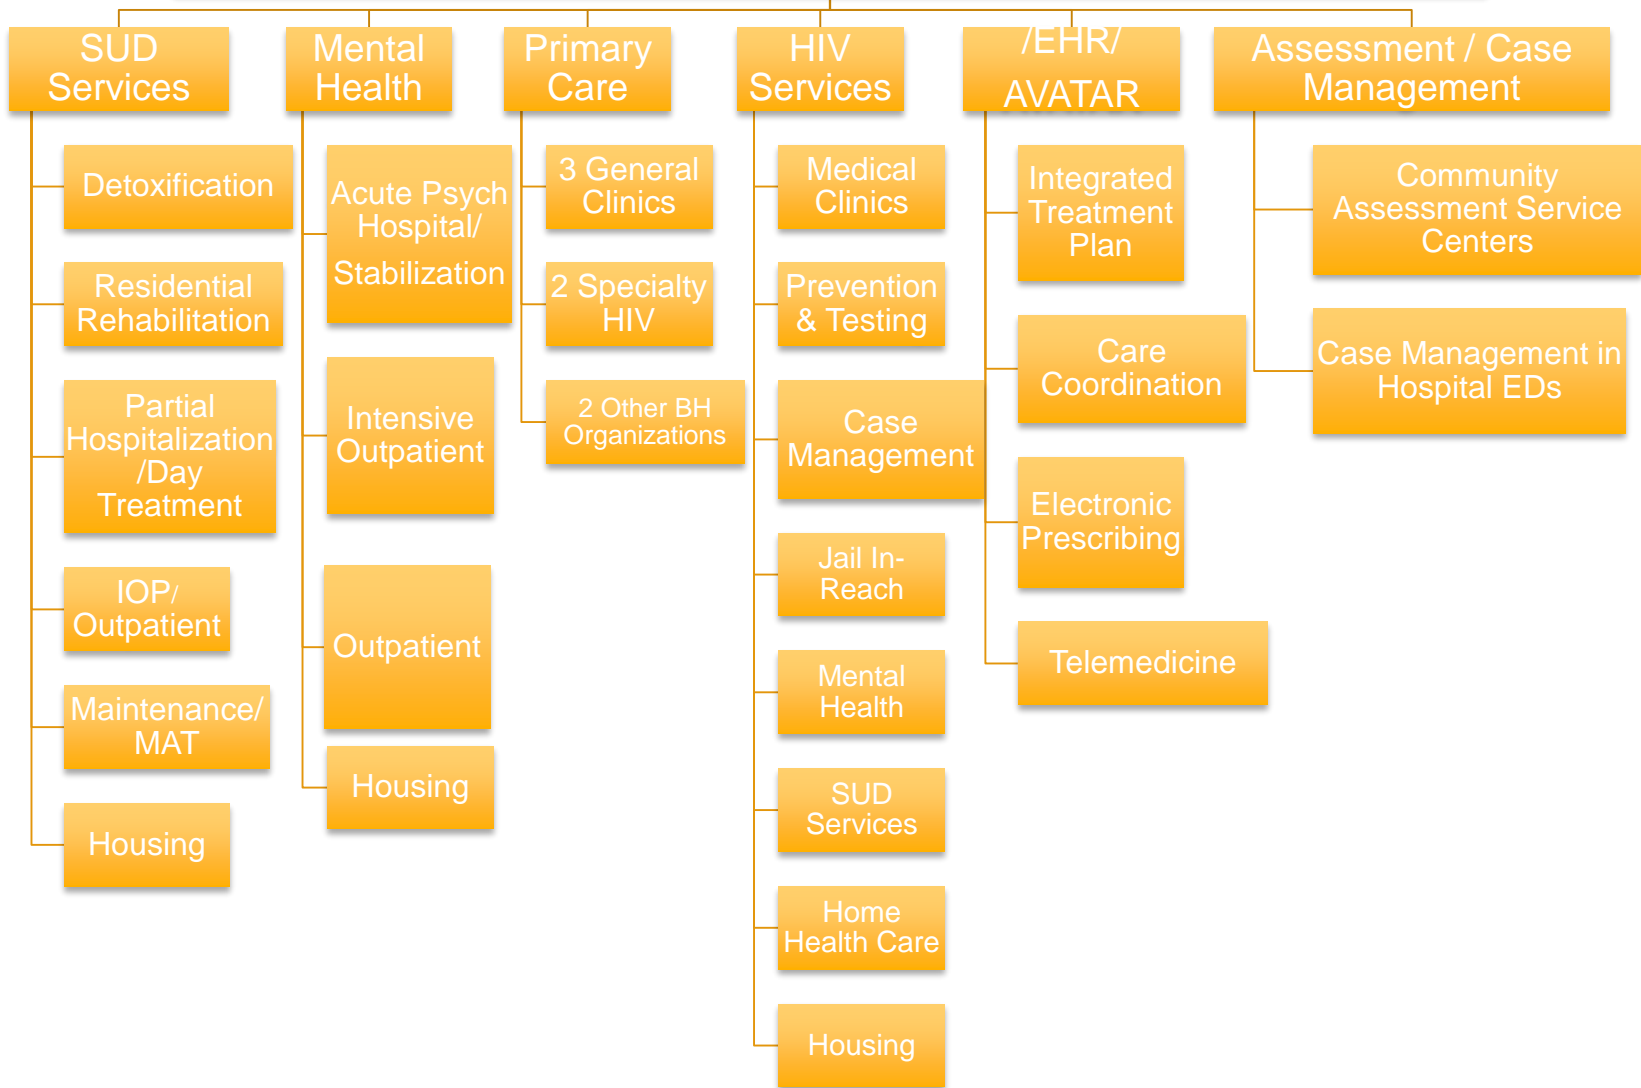 SUD
Services
Detoxification
Residential
Rehabilitation
Partial
Hospitalization
/Day
Treatment
IOP/
Outpatient
Maintenance/
MAT
Housing
Mental
Health
Acute Psych
Hospital/
Stabilization
Intensive
Outpatient
Outpatient
Housing
Primary
Care
3 General
Clinics
2 Specialty
HIV
2 Other BH
Organizations
HIV
Services
Medical
Clinics
Prevention
& Testing
Case
Management
Jail In-
Reach
Mental
Health
SUD
Services
Home
Health Care
Housing
/EHR/
AVATAR
Integrated
Treatment
Plan
Care
Coordination
Electronic
Prescribing
Telemedicine
Assessment / Case
Management
Community
Assessment Service
Centers
Case Management in
Hospital EDs